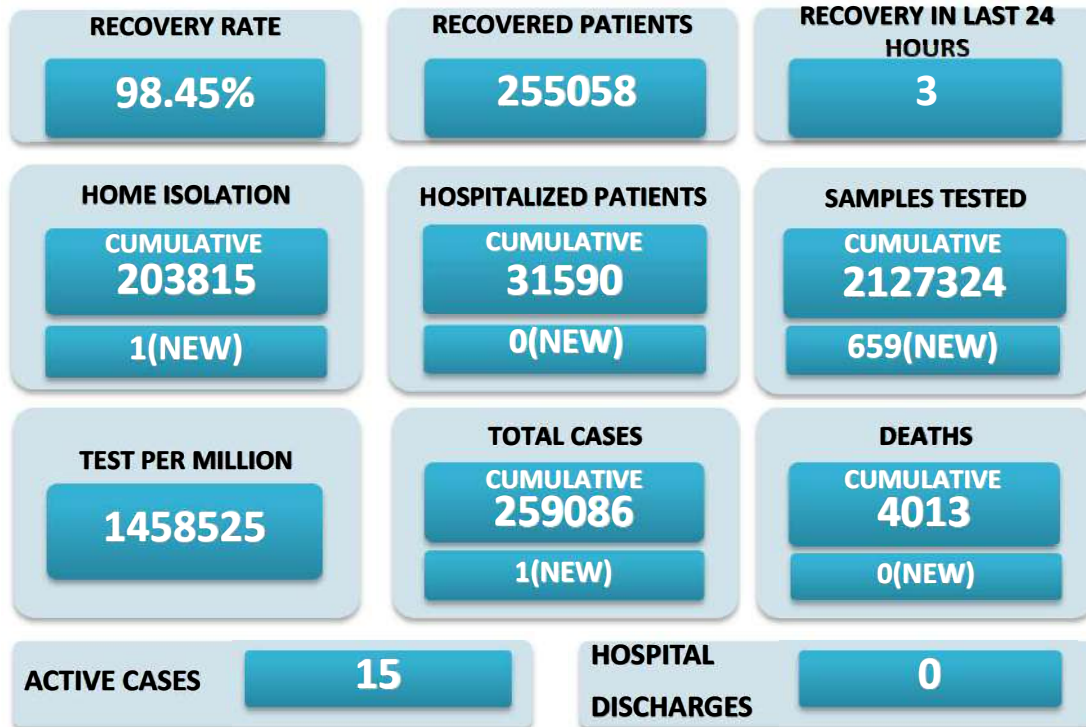 RECOVERY RATE
98.45%
RECOVERED PATIENTS
255058
RECOVERY IN LAST 24
HOURS
3
HOME ISOLATION
CUMULATIVE
203815
1(NEW)
HOSPITALIZED PATIENTS
CUMULATIVE
31590
0(NEW)
SAMPLES TESTED
CUMULATIVE
2127324
659(NEW)
TEST PER MILLION
1458525
TOTAL CASES
CUMULATIVE
259086
1(NEW)
DEATHS
CUMULATIVE
4013
0(NEW)
ACTIVE CASES
15
HOSPITAL
DISCHARGES
0